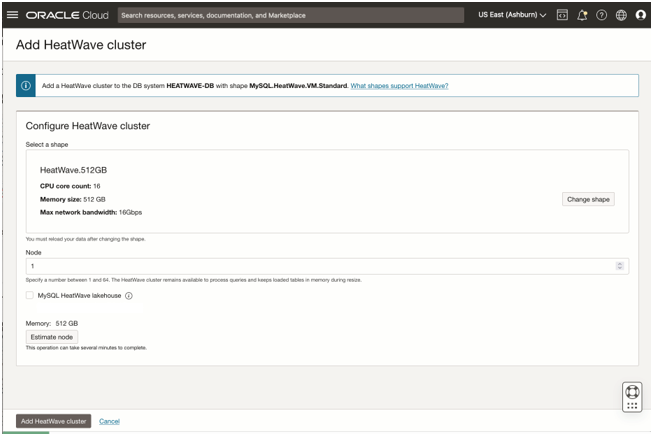 ORACLE Cloud
Search resources, services, documentation, and Marketplace
US East (Ashburn)
Add HeatWave cluster
Add a HeatWave cluster to the DB system HEATWAVE-DB with shape MySQL.HeatWave.VM.Standard. What shapes support HeatWave?
Configure HeatWave cluster
Select a shape
HeatWave.512GB
CPU core count: 16
Memory size: 512 GB
Max network bandwidth: 16Gbps
Change shape
You must reload your data after changing the shape.
Node
1
Specify a number between 1 and 64. The HeatWave cluster remains available to process queries and keeps loaded tables in memory during resize.
MySQL HeatWave lakehouse
Memory: 512 GB
Estimate node
This operation can take several minutes to complete.
Add HeatWave cluster
Cancel